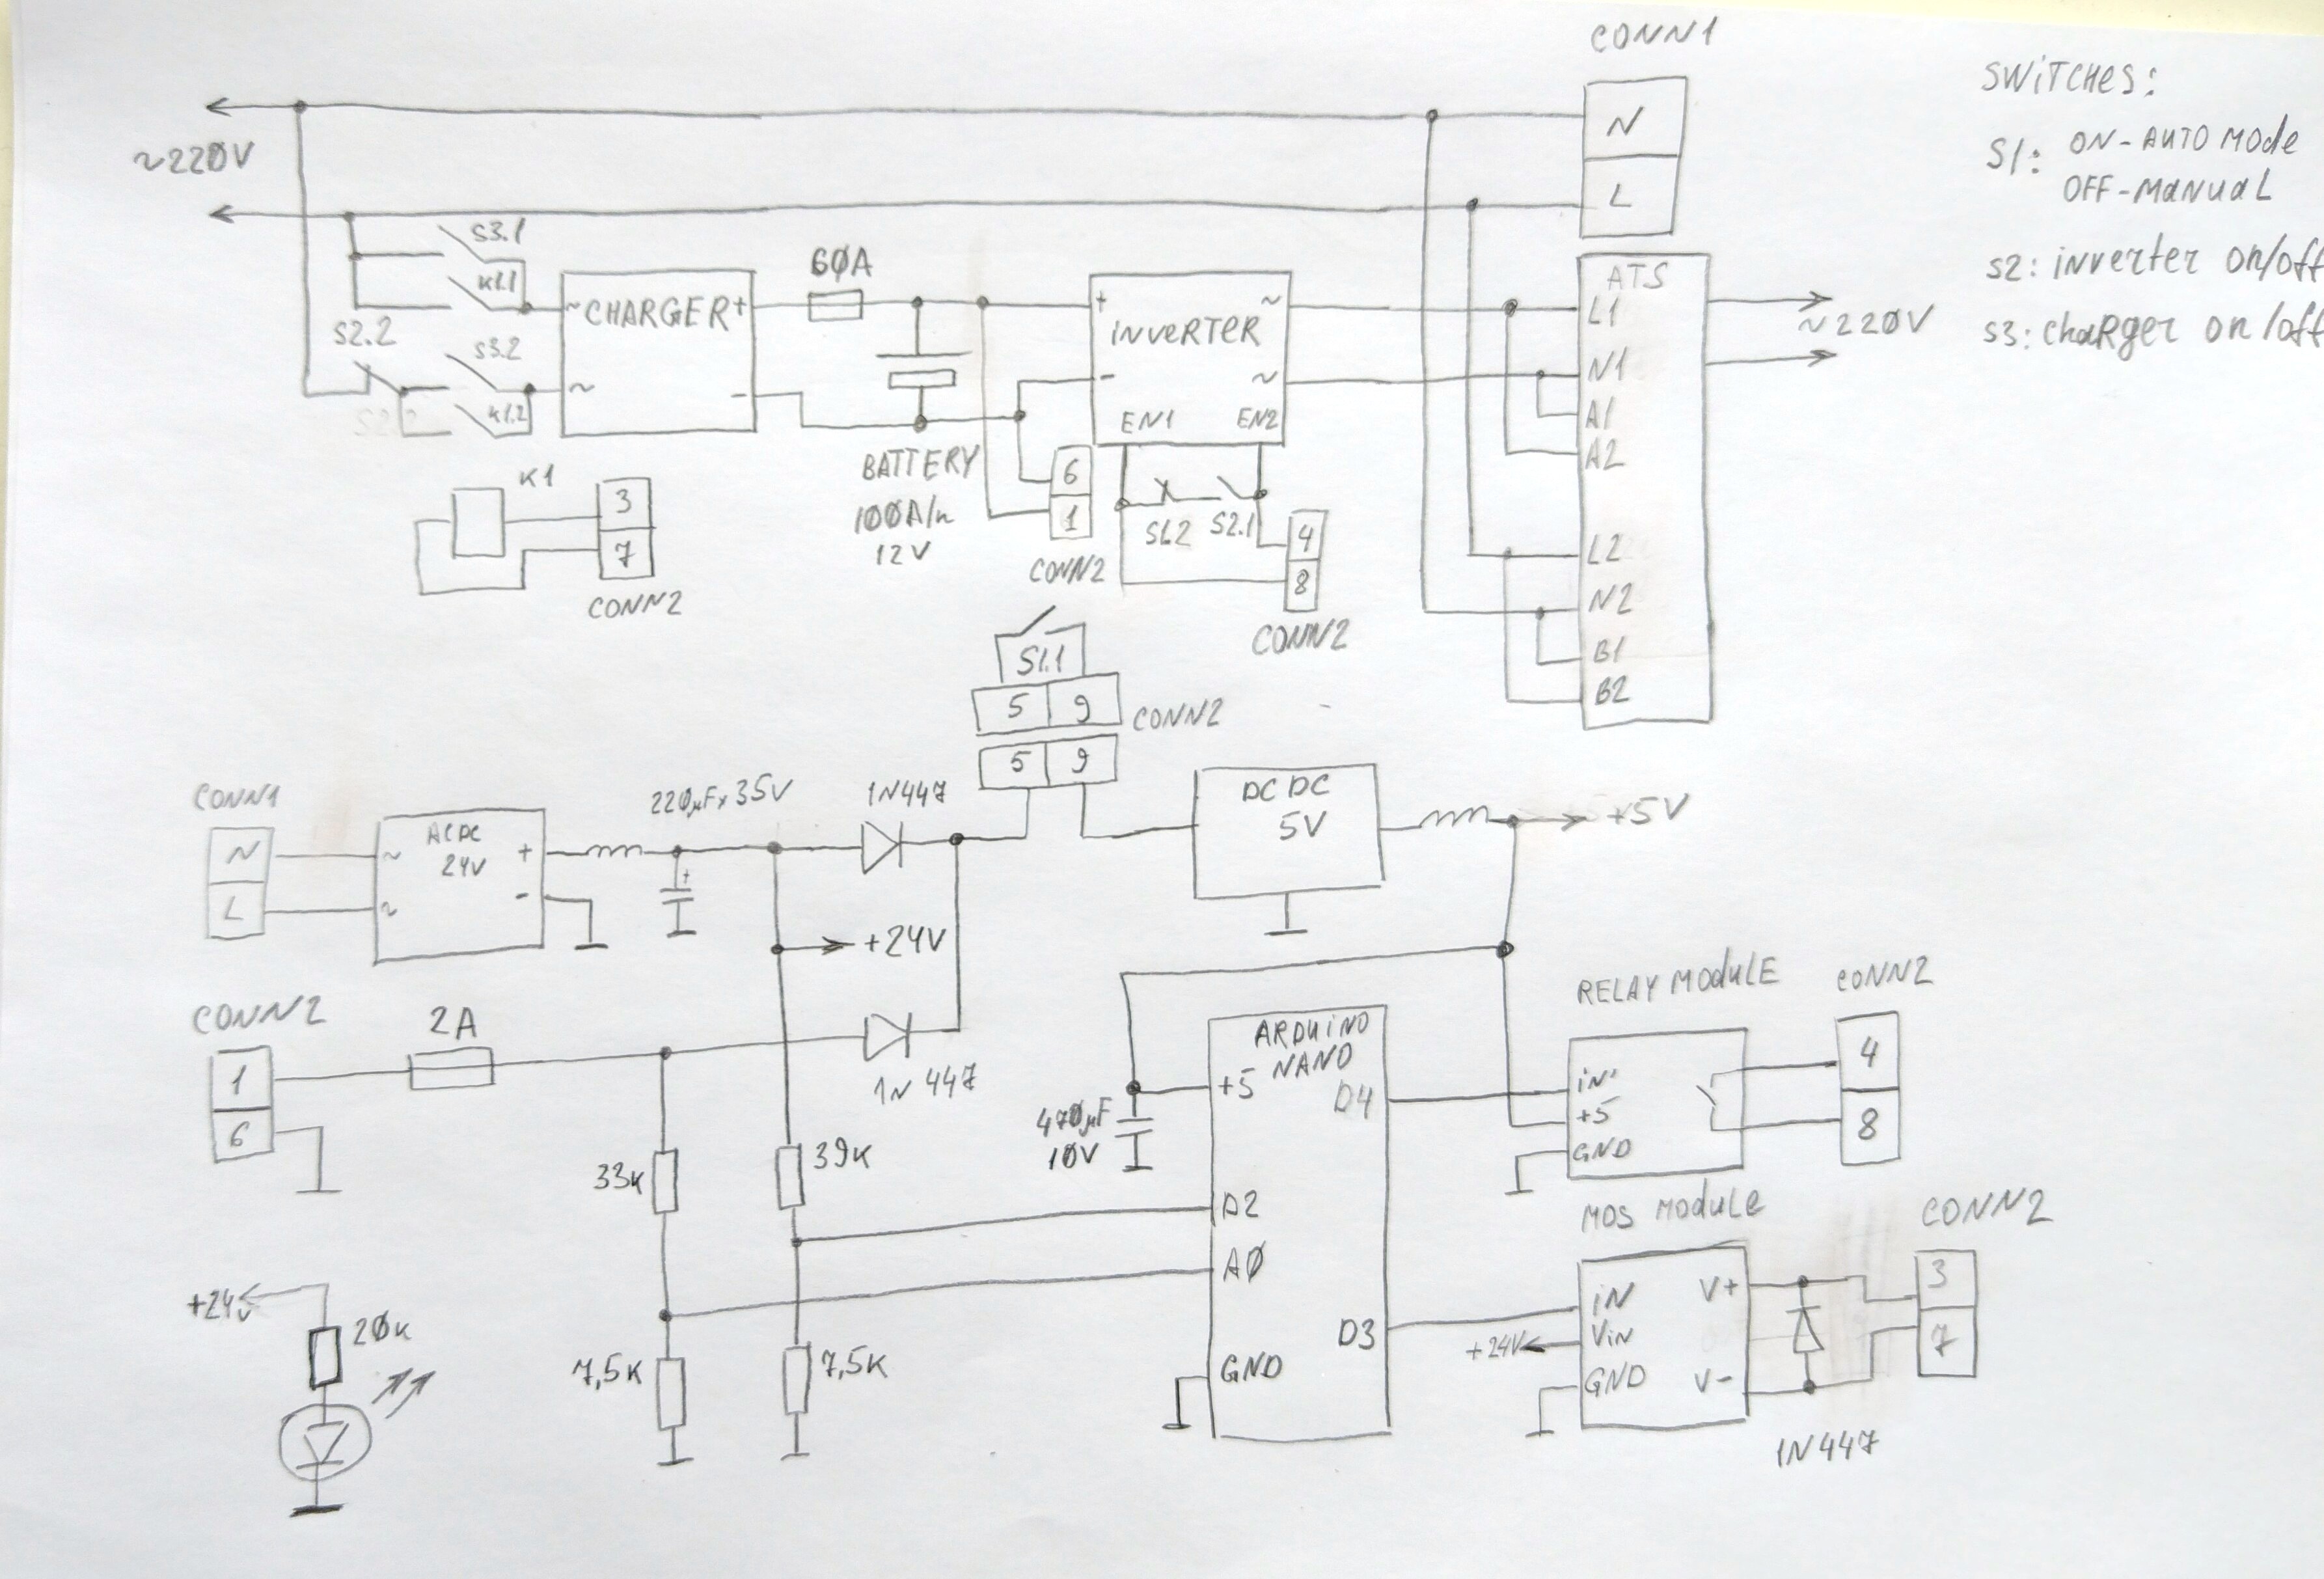 CONN1
SWITCHES:
N
~220V
S1: ON-AUTO MODE
OFF-MANUAL
L
S3.1
60A
ATS
S2: INVERTER ON/OFF
K1.1
~ CHARGER +
+
~
L1
~220V
INVERTER
S2.2
S3.2
S3: CHARGER ON/OFF
~
-
-
~
N1
S2.2
K1.2
EN1
EN2
A1
A2
K1
BATTERY
6
3
100A/h
1
S1.2
S2.1
4
7
12V
CONN2
8
L2
CONN2
N2
S1.1
CONN2
B1
5
9
CONN2
B2
5
9
CONN1
220µFx35V
1N447
DC DC
5V
+5V
N
~
AC DC
24V
+
+
L
~
-
+24V
CONN2
2A
RELAY MODULE
CONN2
1
1N447
ARDUINO
NANO
4
+5
D4
IN
6
470µF
+5
8
33K
39K
10V
GND
D2
MOS MODULE
CONN2
A0
+24V
IN
V+
3
20K
D3
+24V
VIN
7
7,5K
7,5K
GND
GND
V-
1N447